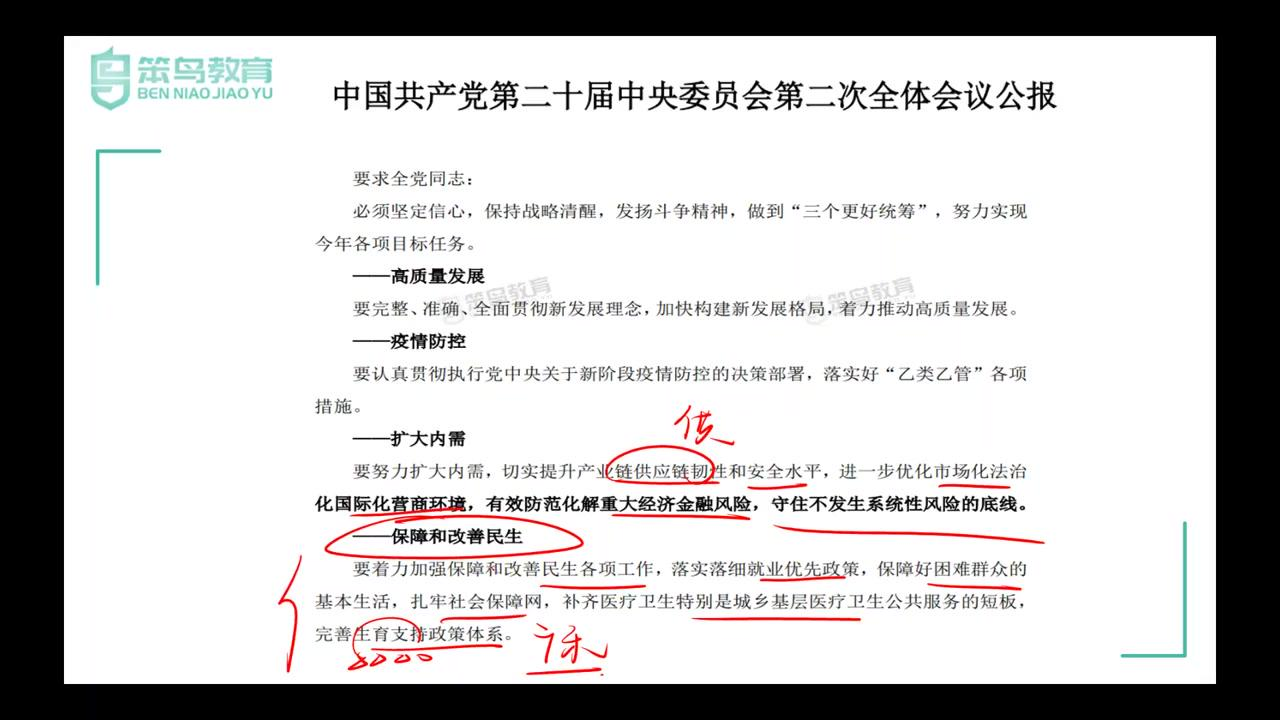 笨鸟教育
BEN NIAO JIAO YU
中国共产党第二十届中央委员会第二次全体会议公报
要求全党同志：
必须坚定信心，保持战略清醒，发扬斗争精神，做到“三个更好统筹”，努力实现
今年各项目标任务。
——高质量发展
笨鸟教育
笨鸟教育
要完整、准确、全面贯彻新发展理念，加快构建新发展格局，着力推动高质量发展。
——疫情防控
要认真贯彻执行党中央关于新阶段疫情防控的决策部署，落实好“乙类乙管”各项
措施。
供
——扩大内需
要努力扩大内需，切实提升产业链供应链韧性和安全水平，进一步优化市场化法治
化国际化营商环境，有效防范化解重大经济金融风险，守住不发生系统性风险的底线。
——保障和改善民生
要着力加强保障和改善民生各项工作，落实落细就业优先政策，保障好困难群众的
基本生活，扎牢社会保障网，补齐医疗卫生特别是城乡基层医疗卫生公共服务的短板，
完善生育支持政策体系。